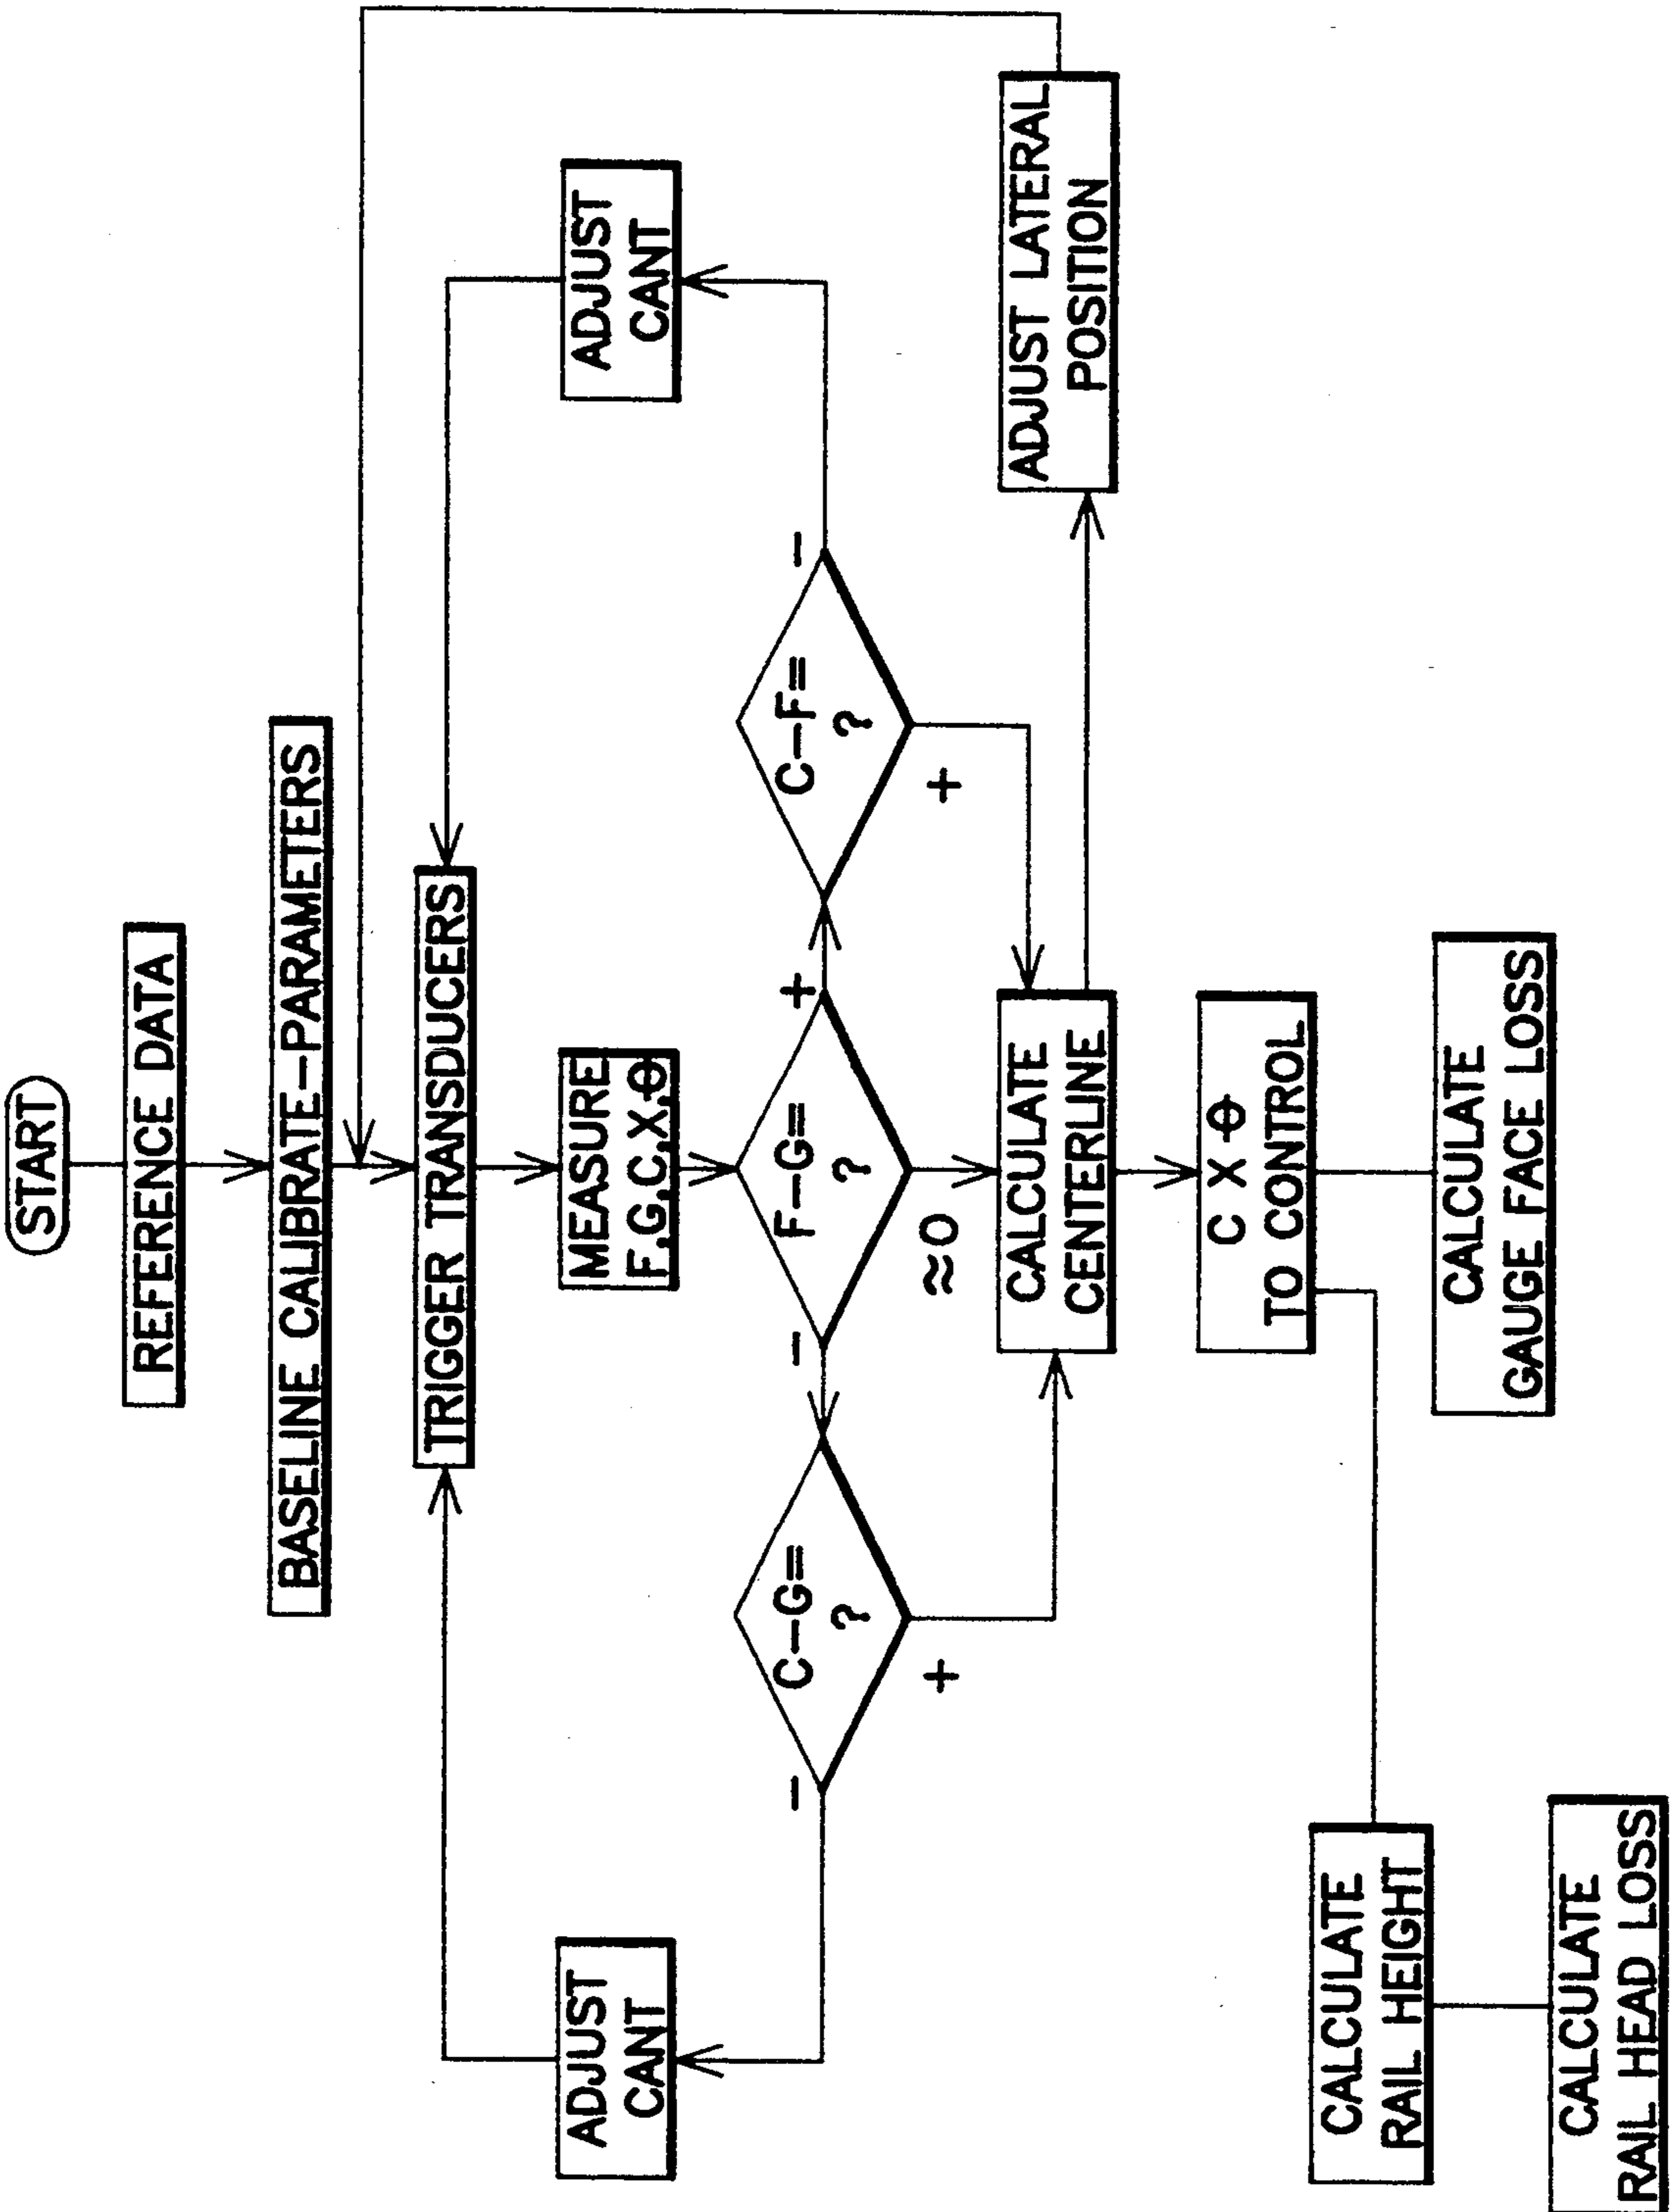 START
REFERENCE DATA
BASELINE CALIBRATE-PARAMETERS
TRIGGER TRANSDUCERS
MEASURE
F,G,C,X,Θ
ADJUST
CANT
ADJUST
CANT
C-G=
?
-
+
F-G=
?
-
+
≈0
C-F=
?
-
+
CALCULATE
CENTERLINE
ADJUST LATERAL
POSITION
C X Θ
TO CONTROL
CALCULATE
RAIL HEIGHT
CALCULATE
GAUGE FACE LOSS
CALCULATE
RAIL HEAD LOSS